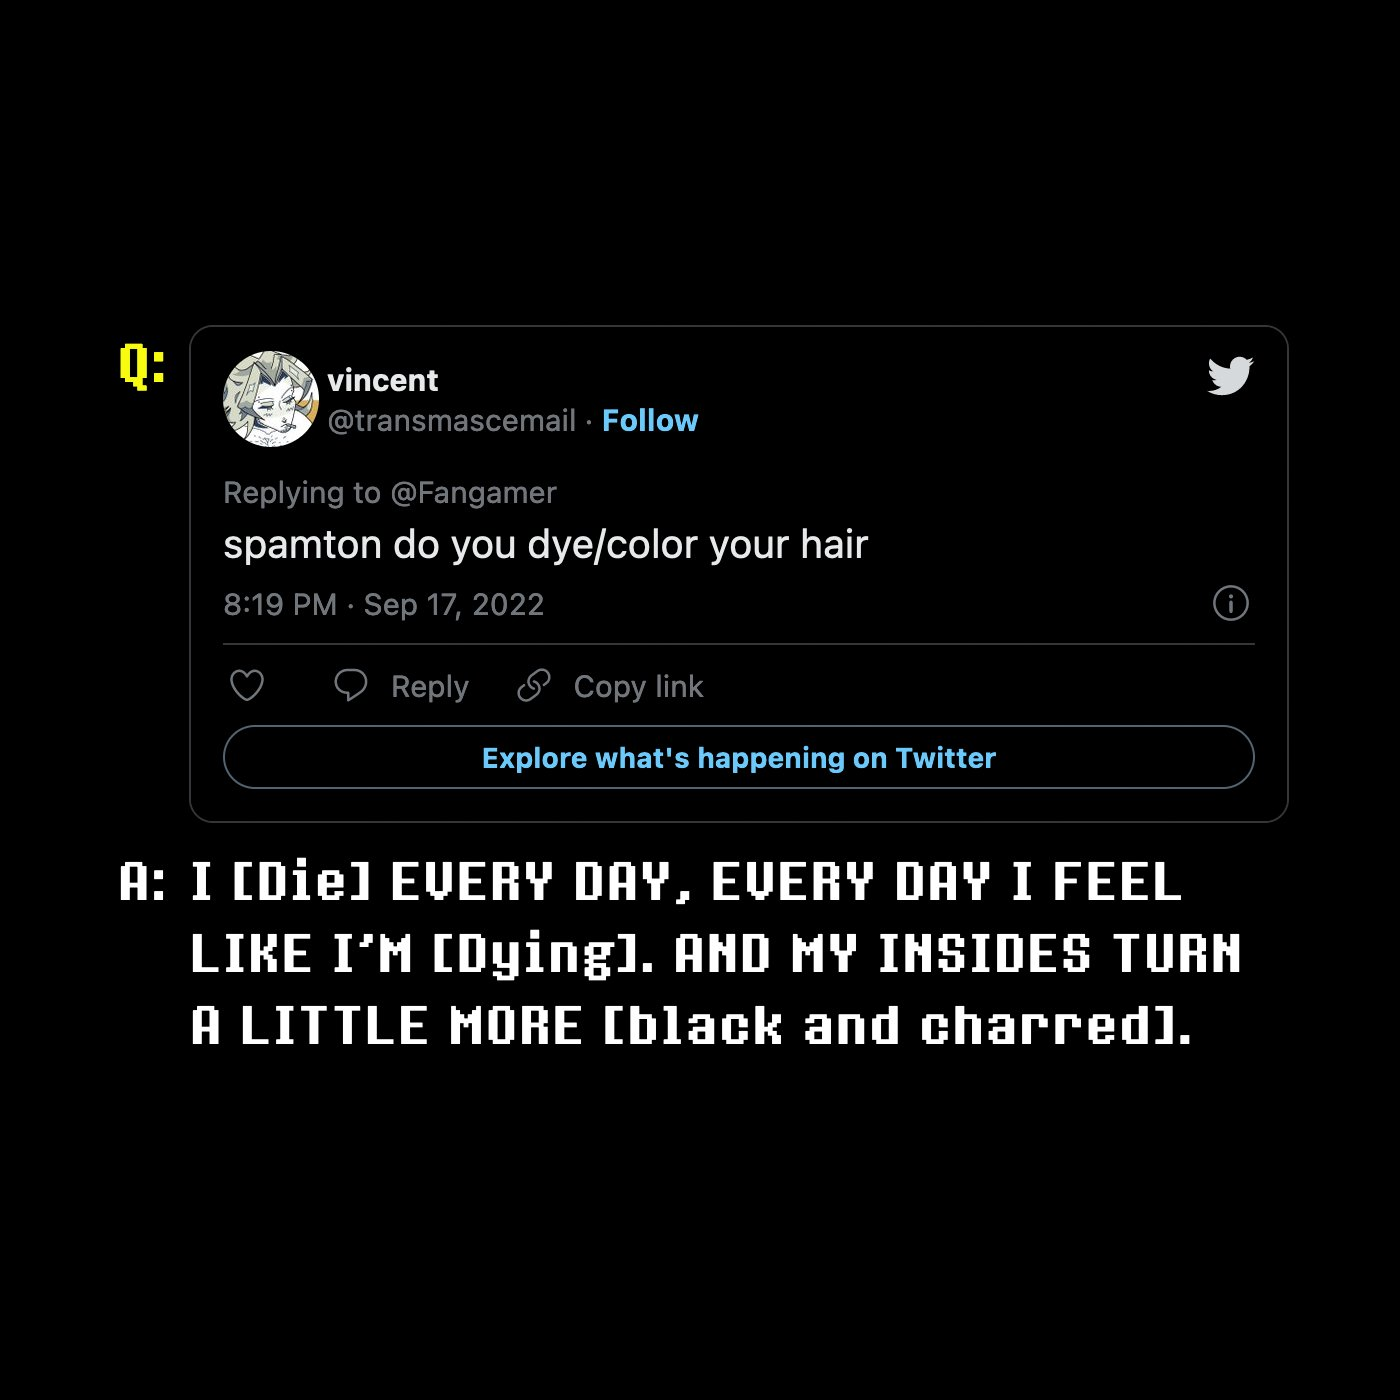 Q:
vincent
@transmascemail · Follow
Replying to @Fangamer
spamton do you dye/color your hair
8:19 PM · Sep 17, 2022
Reply Copy link
Explore what's happening on Twitter
A: I [Die] EVERY DAY, EVERY DAY I FEEL
LIKE I’M [Dying]. AND MY INSIDES TURN
A LITTLE MORE [black and charred].